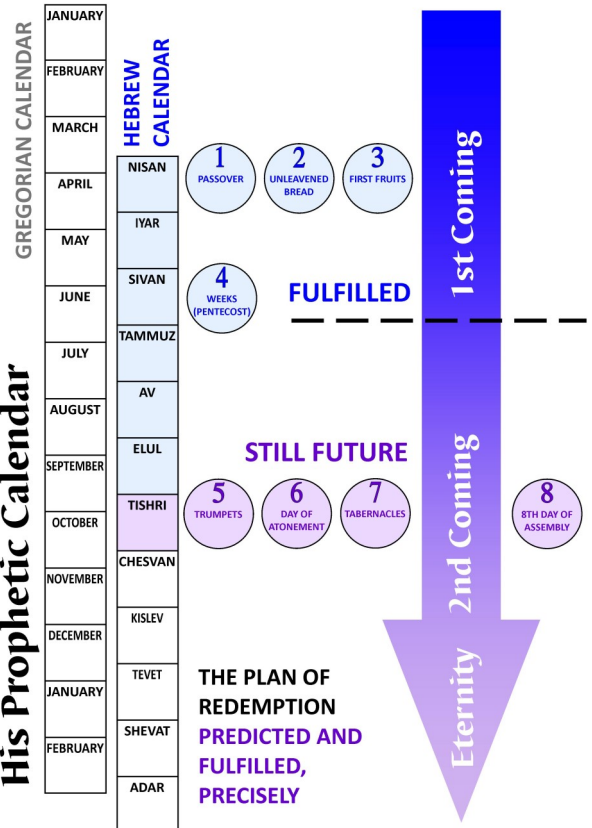 His Prophetic Calendar
GREGORIAN CALENDAR
JANUARY
FEBRUARY
MARCH
APRIL
MAY
JUNE
JULY
AUGUST
SEPTEMBER
OCTOBER
NOVEMBER
DECEMBER
JANUARY
FEBRUARY
HEBREW
CALENDAR
NISAN
IYAR
SIVAN
TAMMUZ
AV
ELUL
TISHRI
CHESVAN
KISLEV
TEVET
SHEVAT
ADAR
1
PASSOVER
2
UNLEAVENED
BREAD
3
FIRST FRUITS
4
WEEKS
(PENTECOST)
FULFILLED
STILL FUTURE
5
TRUMPETS
6
DAY OF
ATONEMENT
7
TABERNACLES
8
8TH DAY OF
ASSEMBLY
1st Coming
2nd Coming
Eternity
THE PLAN OF
REDEMPTION
PREDICTED AND
FULFILLED,
PRECISELY